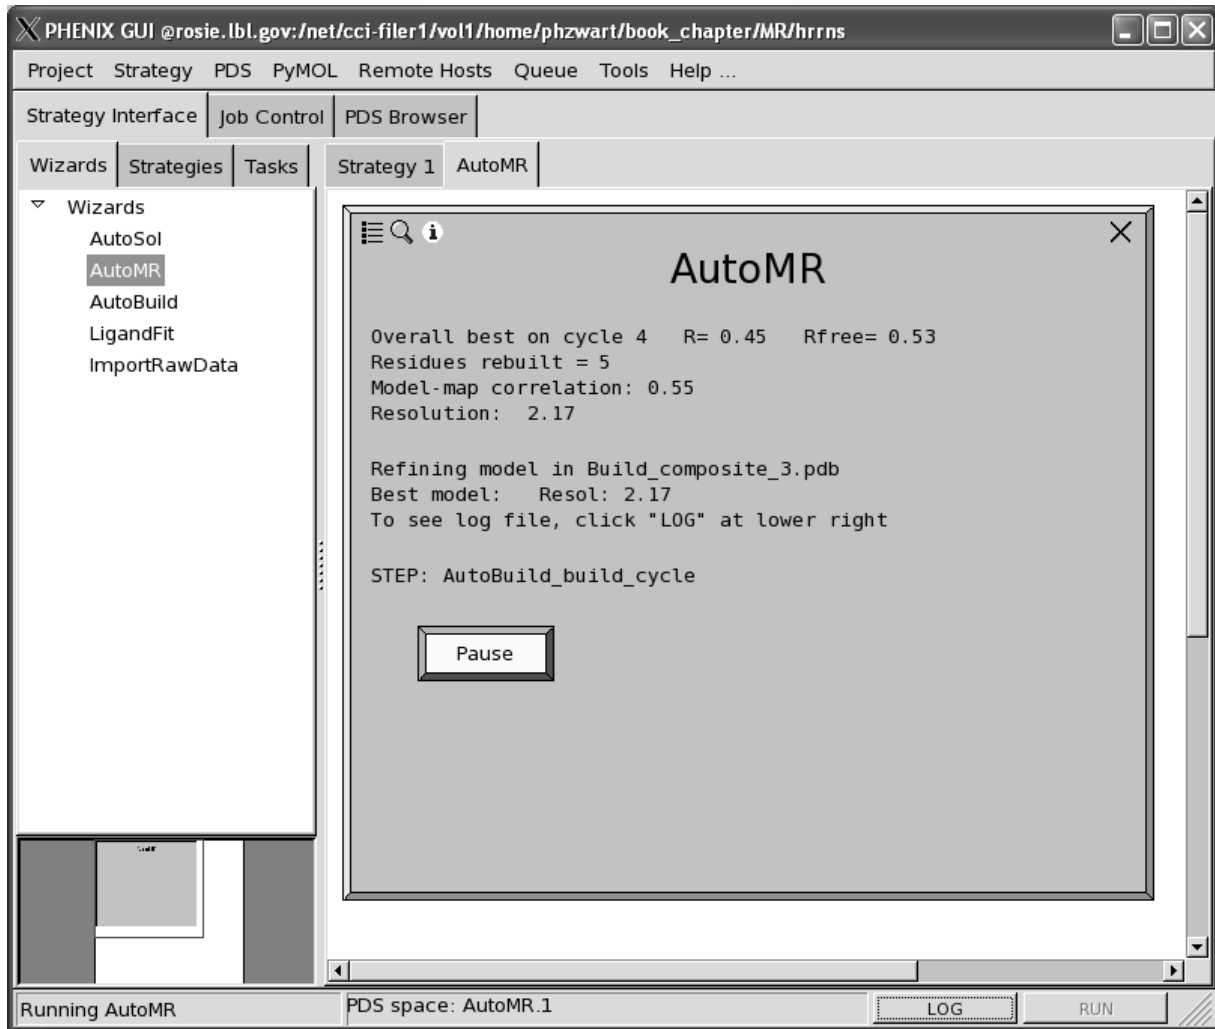 PHENIX GUI @rosie.lbl.gov:/net/cci-filer1/vol1/home/phzwart/book_chapter/MR/hrrns
Project Strategy PDS PyMOL Remote Hosts Queue Tools Help ...
Strategy Interface Job Control PDS Browser
Wizards Strategies Tasks Strategy 1 AutoMR
Wizards
AutoSol
AutoMR
AutoBuild
LigandFit
ImportRawData
i
AutoMR
Overall best on cycle 4 R= 0.45 Rfree= 0.53
Residues rebuilt = 5
Model-map correlation: 0.55
Resolution: 2.17
Refining model in Build_composite_3.pdb
Best model: Resol: 2.17
To see log file, click "LOG" at lower right
STEP: AutoBuild_build_cycle
Pause
Running AutoMR PDS space: AutoMR.1 LOG RUN